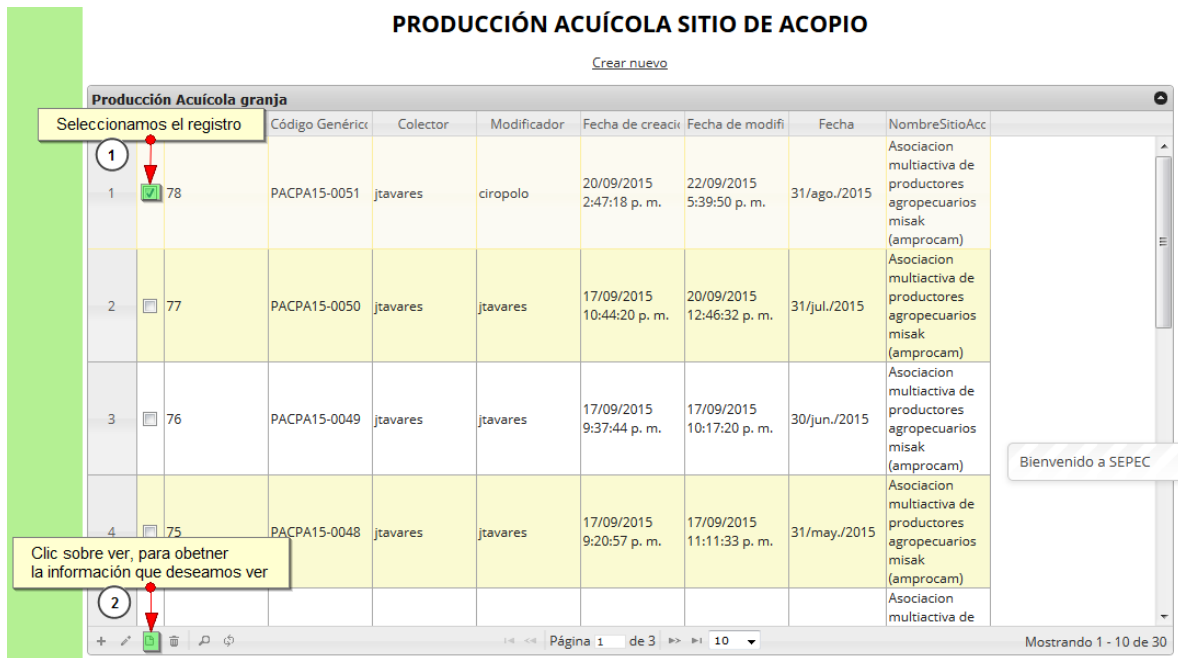 PRODUCCIÓN ACUÍCOLA SITIO DE ACOPIO
Crear nuevo
Producción Acuícola granja
Seleccionamos el registro
Código Genérico Colector Modificador Fecha de creaci Fecha de modifi Fecha NombreSitioAcc
1
1 78 PACPA15-0051 jtavares ciropolo 20/09/2015 2:47:18 p. m. 22/09/2015 5:39:50 p. m. 31/ago./2015
Asociacion
multiactiva de
productores
agropecuarios
misak
(amprocam)
2 77 PACPA15-0050 jtavares jtavares 17/09/2015 10:44:20 p. m. 20/09/2015 12:46:32 p. m. 31/jul./2015
Asociacion
multiactiva de
productores
agropecuarios
misak
(amprocam)
3 76 PACPA15-0049 jtavares jtavares 17/09/2015 9:37:44 p. m. 17/09/2015 10:17:20 p. m. 30/jun./2015
Asociacion
multiactiva de
productores
agropecuarios
misak
(amprocam)
Bienvenido a SEPEC
4 75 PACPA15-0048 jtavares jtavares 17/09/2015 9:20:57 p. m. 17/09/2015 11:11:33 p. m. 31/may./2015
Asociacion
multiactiva de
productores
agropecuarios
misak
(amprocam)
Clic sobre ver, para obetner
la información que deseamos ver
2
Asociacion
multiactiva de
Página 1 de 3 10
Mostrando 1 - 10 de 30